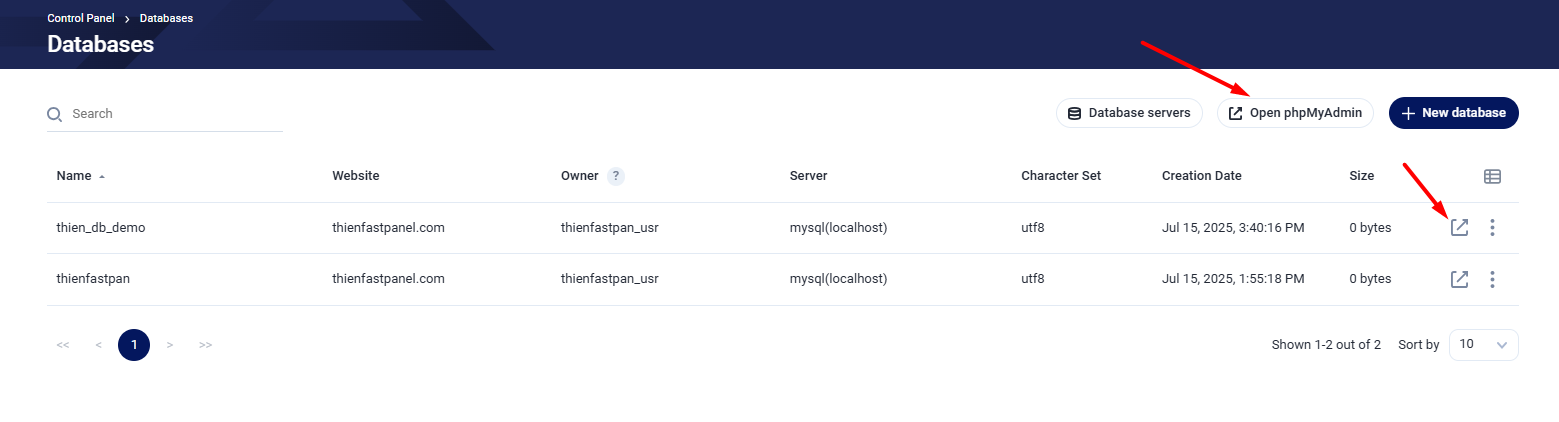 Control Panel > Databases
Databases
Search
Database servers Open phpMyAdmin + New database
Name Website Owner ? Server Character Set Creation Date Size
thien_db_demo thienfastpanel.com thienfastpan_usr mysql(localhost) utf8 Jul 15, 2025, 3:40:16 PM 0 bytes
thienfastpan thienfastpanel.com thienfastpan_usr mysql(localhost) utf8 Jul 15, 2025, 1:55:18 PM 0 bytes
<< < 1 > >> Shown 1-2 out of 2 Sort by 10